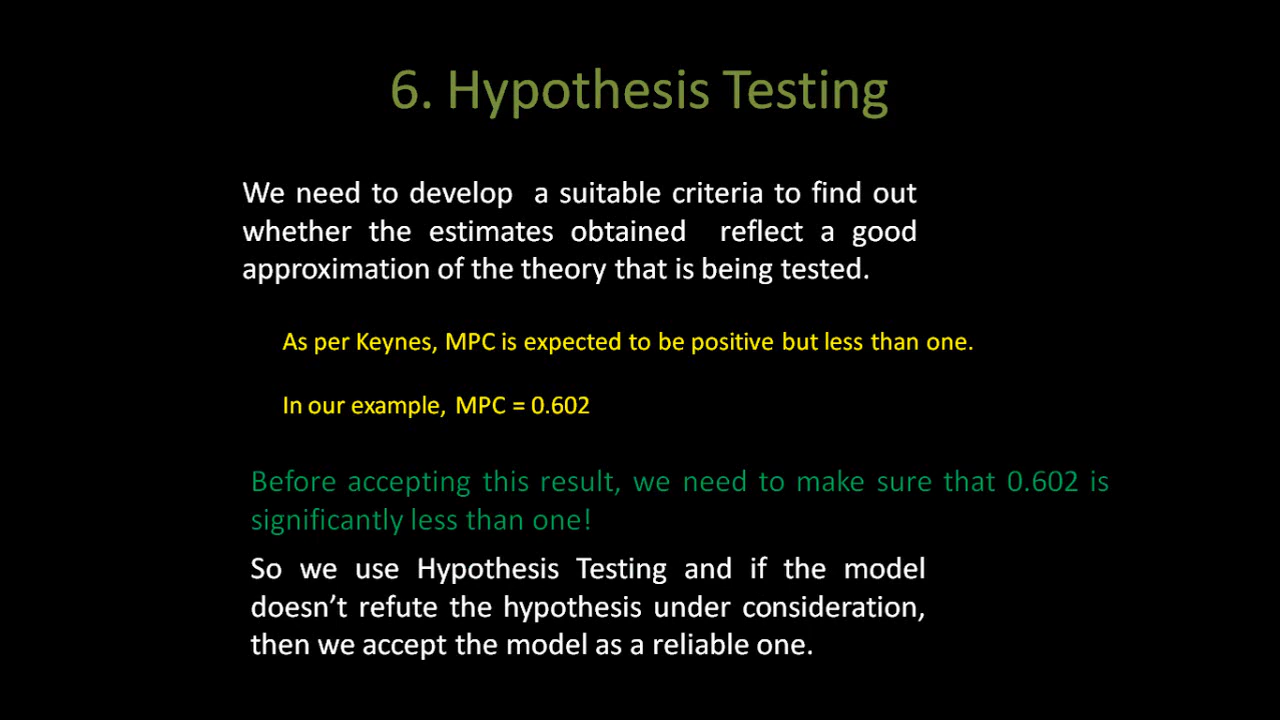 6. Hypothesis Testing
We need to develop a suitable criteria to find out
whether the estimates obtained reflect a good
approximation of the theory that is being tested.
As per Keynes, MPC is expected to be positive but less than one.
In our example, MPC = 0.602
Before accepting this result, we need to make sure that 0.602 is
significantly less than one!
So we use Hypothesis Testing and if the model
doesn’t refute the hypothesis under consideration,
then we accept the model as a reliable one.